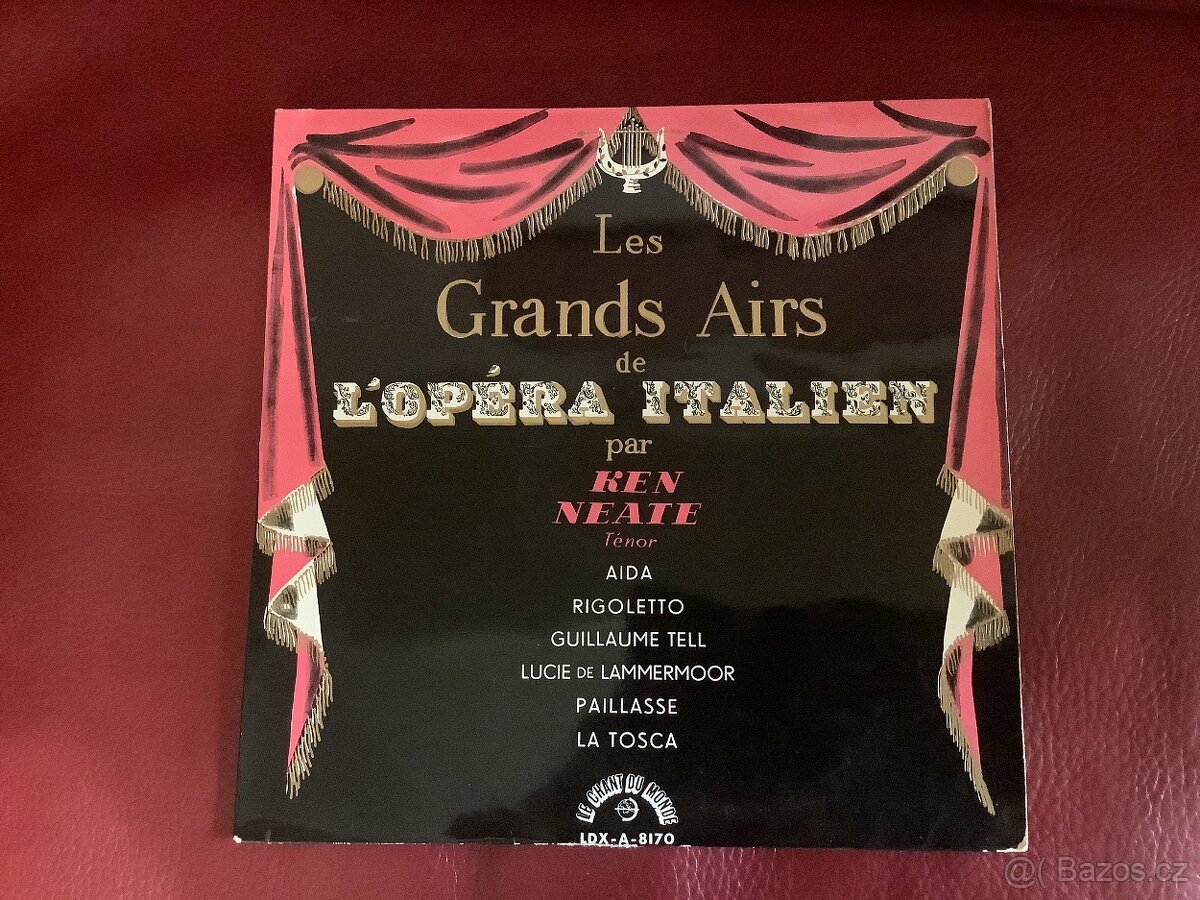 Les
Grands Airs
de
L'OPÉRA ITALIEN
par
KEN
NEATE
Ténor
AIDA
RIGOLETTO
GUILLAUME TELL
LUCIE DE LAMMERMOOR
PAILLASSE
LA TOSCA
LE CHANT DU MONDE
LDX-A-8170
@( Bazos.cz